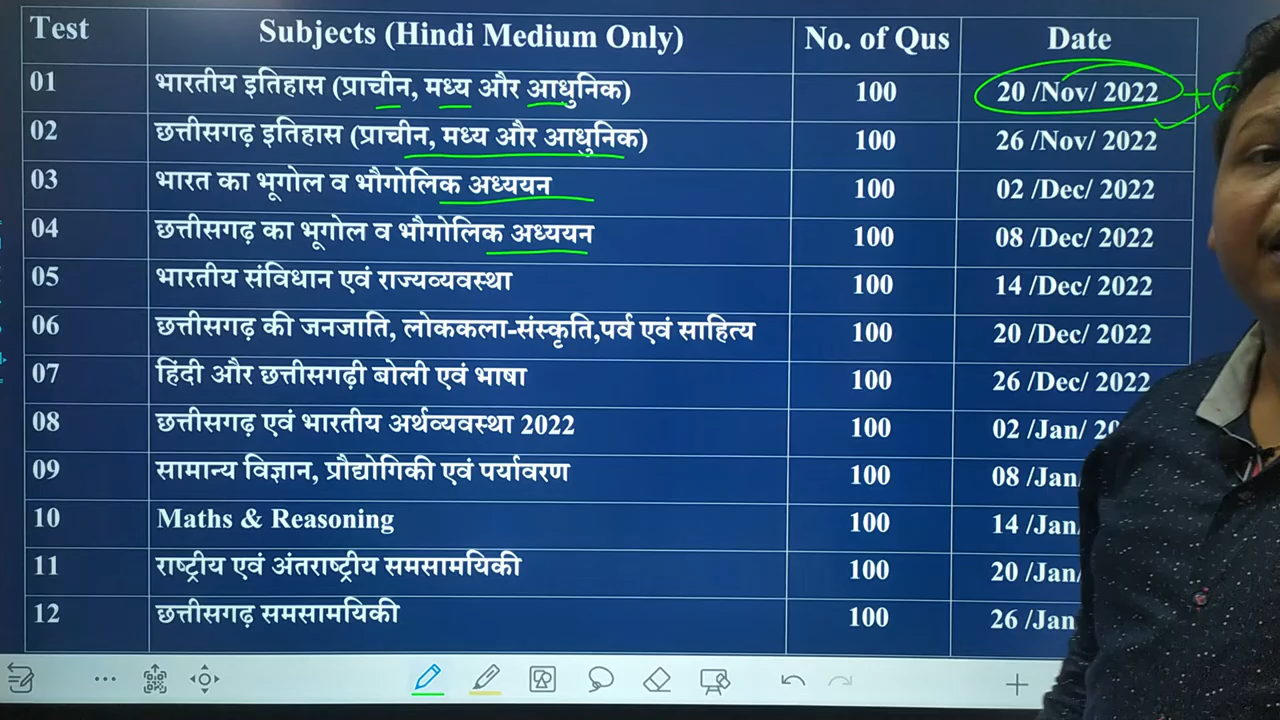 Test Subjects (Hindi Medium Only) No. of Qus Date
01 भारतीय इतिहास (प्राचीन, मध्य और आधुनिक) 100 20 /Nov/ 2022
02 छत्तीसगढ़ इतिहास (प्राचीन, मध्य और आधुनिक) 100 26 /Nov/ 2022
03 भारत का भूगोल व भौगोलिक अध्ययन 100 02 /Dec/ 2022
04 छत्तीसगढ़ का भूगोल व भौगोलिक अध्ययन 100 08 /Dec/ 2022
05 भारतीय संविधान एवं राज्यव्यवस्था 100 14 /Dec/ 2022
06 छत्तीसगढ़ की जनजाति, लोककला-संस्कृति,पर्व एवं साहित्य 100 20 /Dec/ 2022
07 हिंदी और छत्तीसगढ़ी बोली एवं भाषा 100 26 /Dec/ 2022
08 छत्तीसगढ़ एवं भारतीय अर्थव्यवस्था 2022 100 02 /Jan/ 20
09 सामान्य विज्ञान, प्रौद्योगिकी एवं पर्यावरण 100 08 /Jan/
10 Maths & Reasoning 100 14 /Jan/
11 राष्ट्रीय एवं अंतराष्ट्रीय समसामयिकी 100 20 /Jan/
12 छत्तीसगढ़ समसामयिकी 100 26 /Jan